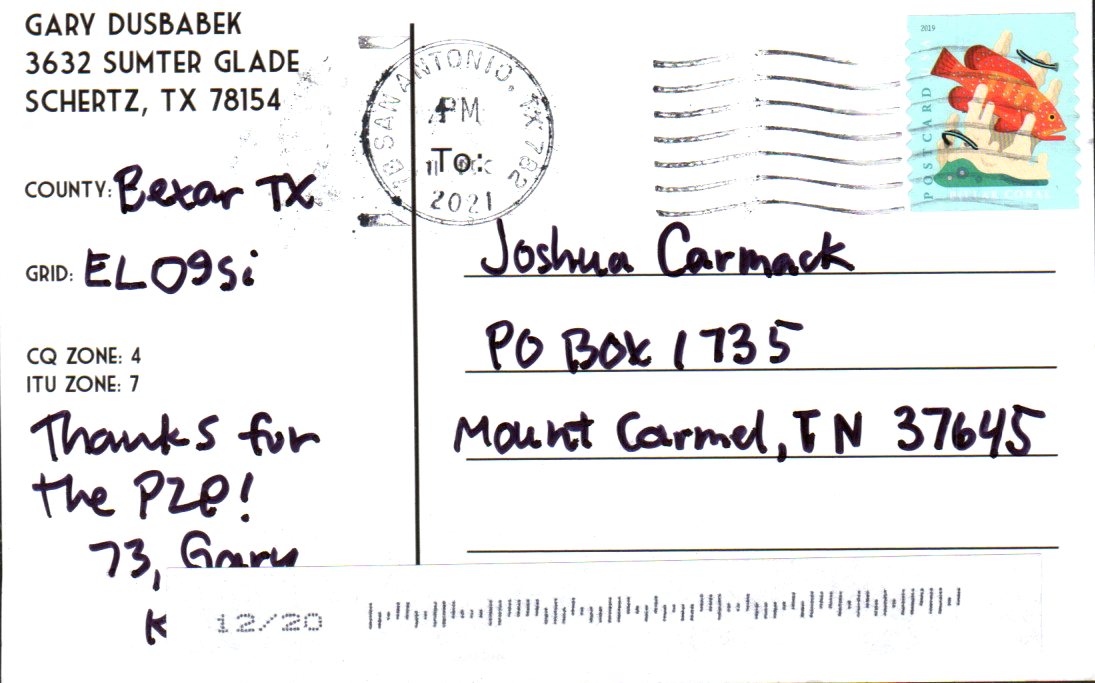 GARY DUSBABEK
3632 SUMTER GLADE
SCHERTZ, TX 78154
COUNTY: Bexar TX
GRID: EL09si
CQ ZONE: 4
ITU ZONE: 7
Thanks for
the P2P!
73, Gary
K
SAN ANTONIO, TX 782
PM
2021
2019
POSTCARD
To:
Joshua Carmack
PO Box 1735
Mount Carmel, TN 37645
12/20